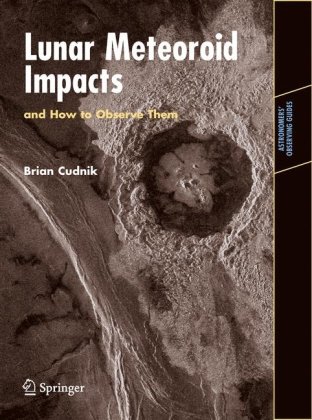 Lunar Meteoroid
Impacts
and How to Observe Them
Brian Cudnik
ASTRONOMERS'
OBSERVING GUIDES
Springer